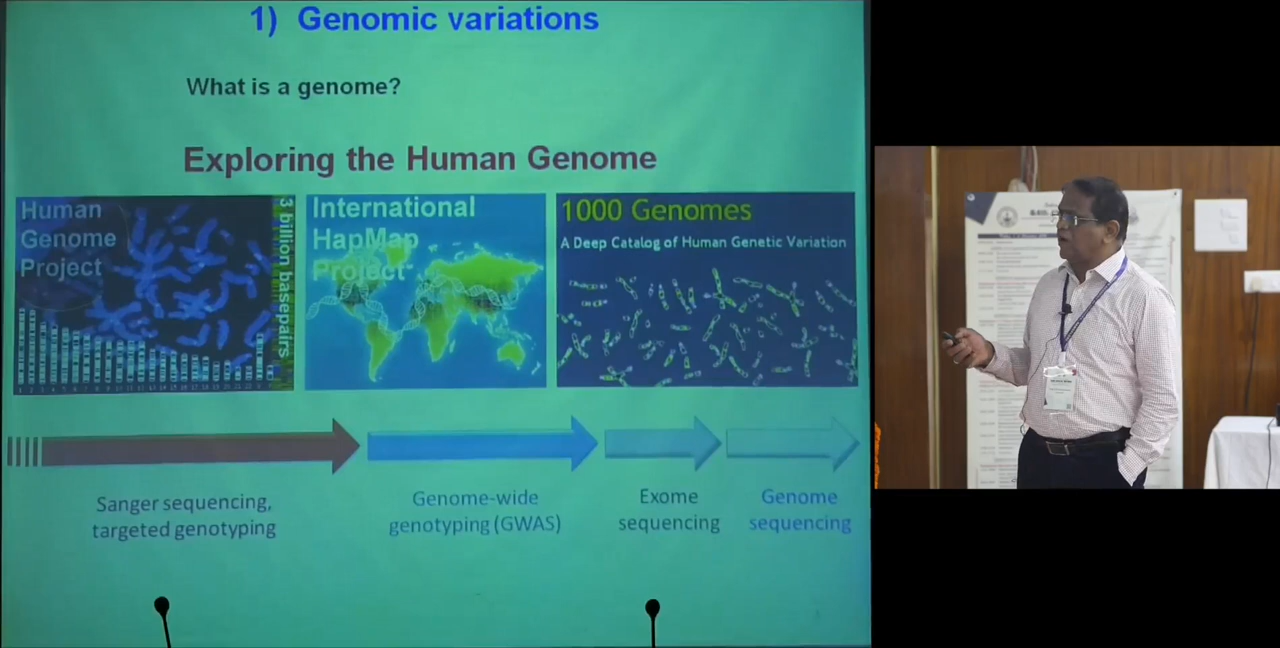 1) Genomic variations
What is a genome?
Exploring the Human Genome
Human
Genome
Project
3 billion basepairs
International
HapMap
Project
1000 Genomes
A Deep Catalog of Human Genetic Variation
Sanger sequencing,
targeted genotyping
Genome-wide
genotyping (GWAS)
Exome
sequencing
Genome
sequencing